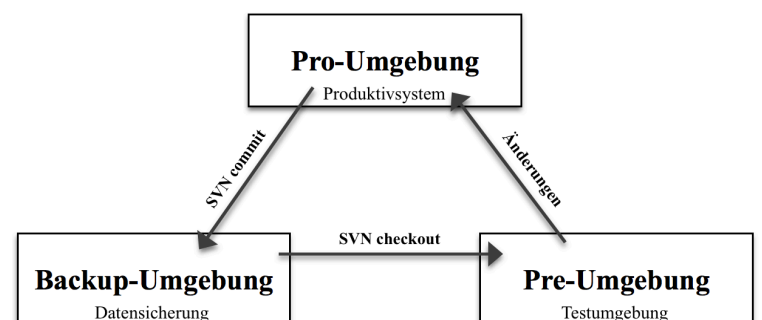 Pro-Umgebung
Produktivsystem
SVN commit
Änderungen
SVN checkout
Backup-Umgebung
Datensicherung
Pre-Umgebung
Testumgebung